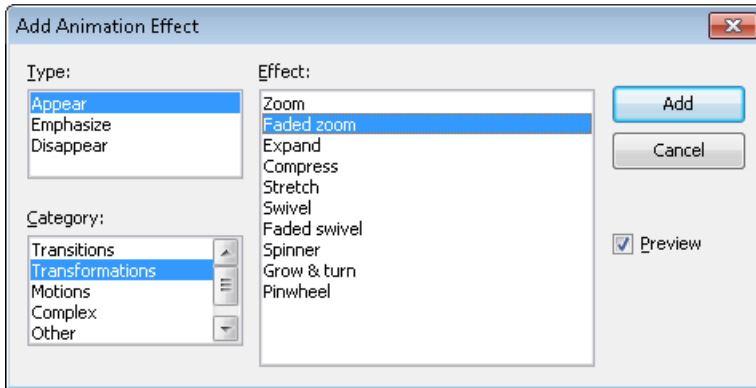 Add Animation Effect
Type:
Appear
Emphasize
Disappear
Category:
Transitions
Transformations
Motions
Complex
Other
Effect:
Zoom
Faded zoom
Expand
Compress
Stretch
Swivel
Faded swivel
Spinner
Grow & turn
Pinwheel
Add
Cancel
Preview